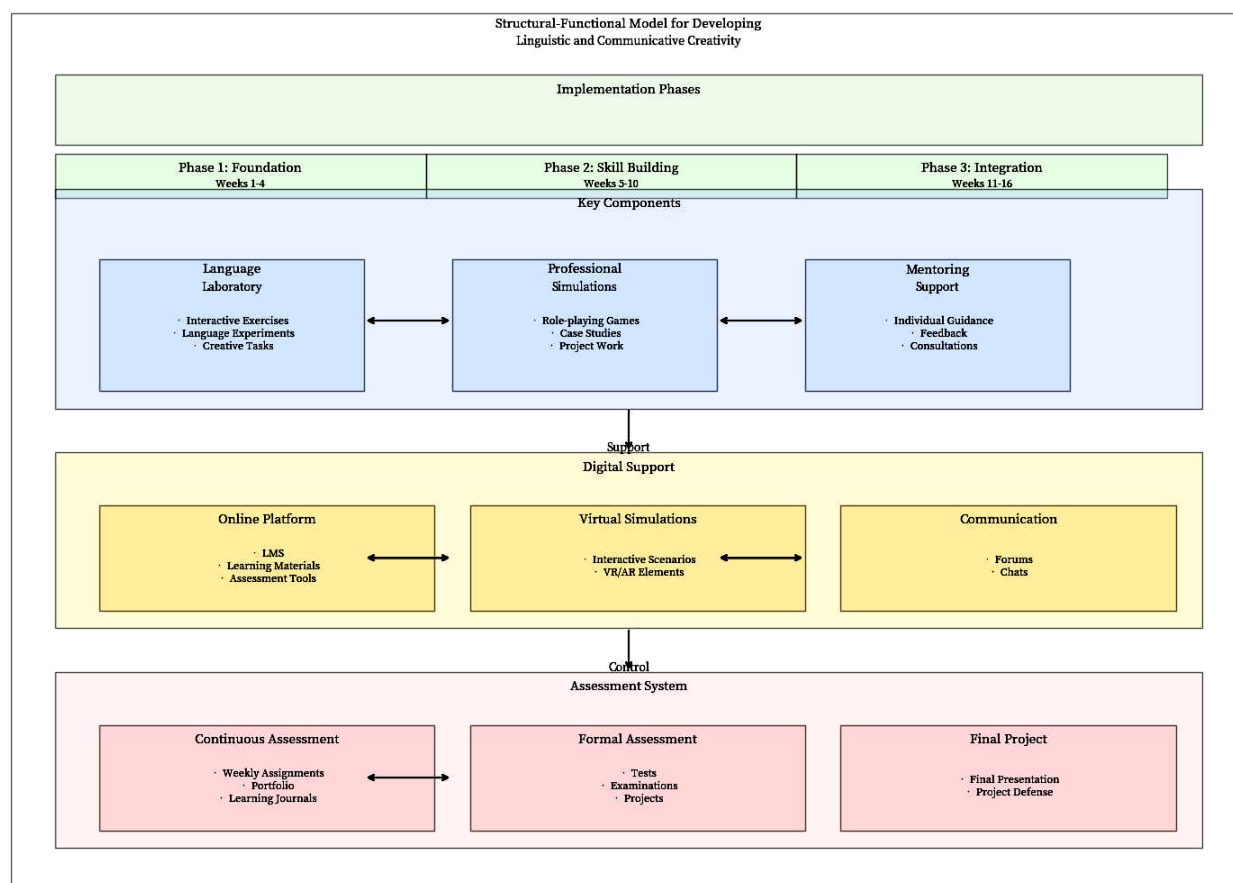 Structural-Functional Model for Developing
Linguistic and Communicative Creativity
Implementation Phases
Phase 1: Foundation
Weeks 1-4
Phase 2: Skill Building
Weeks 5-10
Phase 3: Integration
Weeks 11-16
Key Components
Language
Laboratory
· Interactive Exercises
· Language Experiments
· Creative Tasks
Professional
Simulations
· Role-playing Games
· Case Studies
· Project Work
Mentoring
Support
· Individual Guidance
· Feedback
· Consultations
Support
Digital Support
Online Platform
· LMS
· Learning Materials
· Assessment Tools
Virtual Simulations
· Interactive Scenarios
· VR/AR Elements
Communication
· Forums
· Chats
Control
Assessment System
Continuous Assessment
· Weekly Assignments
· Portfolio
· Learning Journals
Formal Assessment
· Tests
· Examinations
· Projects
Final Project
· Final Presentation
· Project Defense